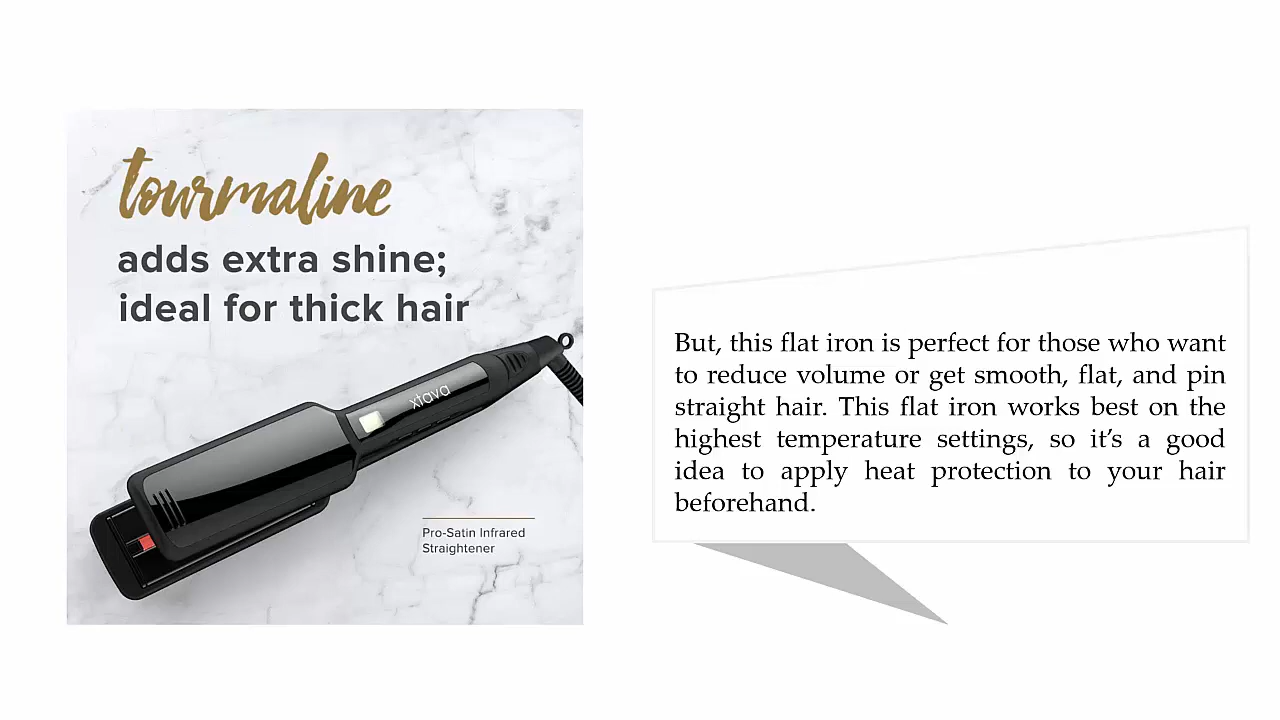 tourmaline
adds extra shine;
ideal for thick hair
xtava
Pro-Satin Infrared
Straightener
But, this flat iron is perfect for those who want
to reduce volume or get smooth, flat, and pin
straight hair. This flat iron works best on the
highest temperature settings, so it’s a good
idea to apply heat protection to your hair
beforehand.